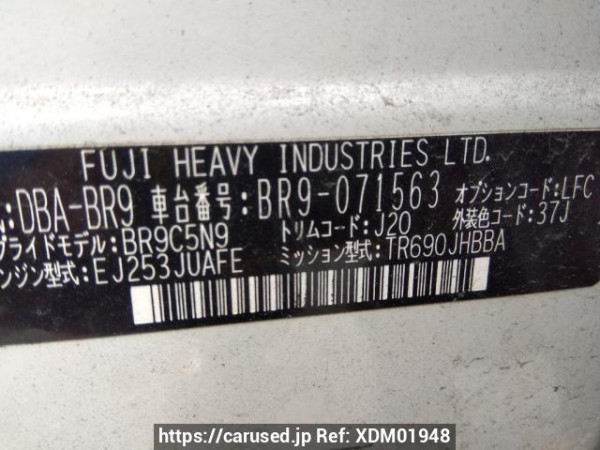 FUJI HEAVY INDUSTRIES LTD.
:DBA-BR9 車台番号:BR9-071563 オプションコード:LFC
プライドモデル:BR9C5N9 トリムコード:J20 外装色コード:37J
ンジン型式:EJ253JUAFE ミッション型式:TR690JHBBA
https://carused.jp Ref: XDM01948